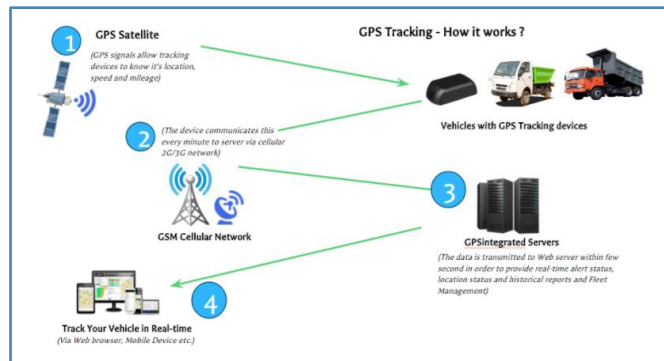 GPS Tracking - How it works ?
1
GPS Satellite
(GPS signals allow tracking
devices to know it's location,
speed and mileage)
Vehicles with GPS Tracking devices
2
(The device communicates this
every minute to server via cellular
2G/3G network)
GSM Cellular Network
3
GPSintegrated Servers
(The data is transmitted to Web server within few
second in order to provide real-time alert status,
location status and historical reports and Fleet
Management)
4
Track Your Vehicle in Real-time
(Via Web browser, Mobile Device etc.)